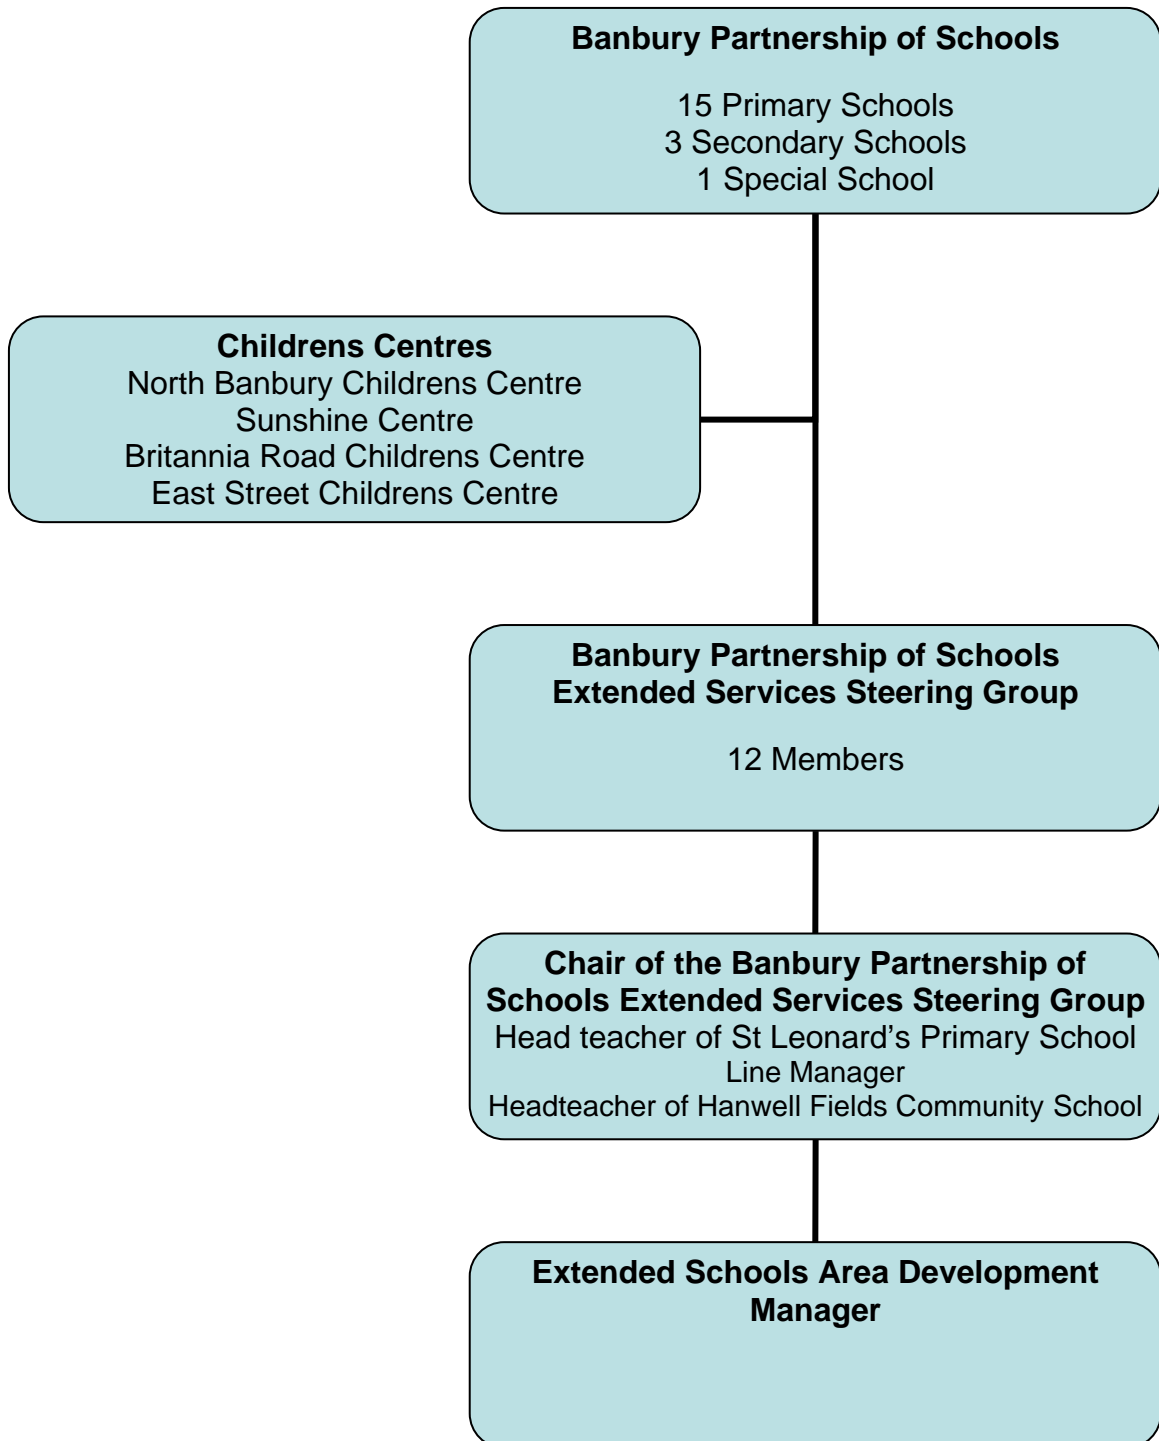 Banbury Partnership of Schools
15 Primary Schools
3 Secondary Schools
1 Special School
Childrens Centres
North Banbury Childrens Centre
Sunshine Centre
Britannia Road Childrens Centre
East Street Childrens Centre
Banbury Partnership of Schools
Extended Services Steering Group
12 Members
Chair of the Banbury Partnership of
Schools Extended Services Steering Group
Head teacher of St Leonard’s Primary School
Line Manager
Headteacher of Hanwell Fields Community School
Extended Schools Area Development
Manager